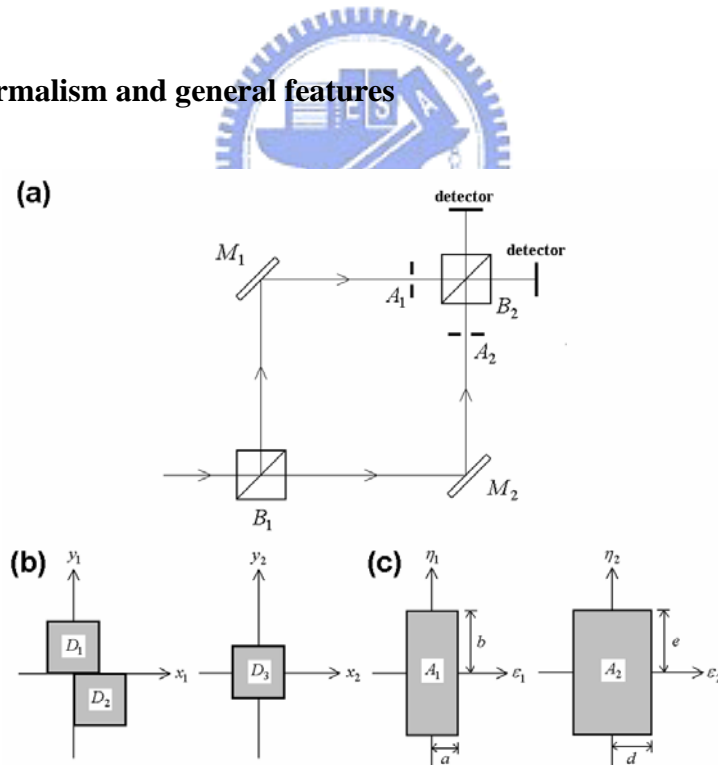 rmalism and general features
E S A
(a)
detector
detector
M₁
A₁
B₂
A₂
B₁
M₂
(b)
y₁
D₁
D₂
x₁
y₂
D₃
x₂
(c)
η₁
A₁
b
a
ε₁
η₂
A₂
e
d
ε₂